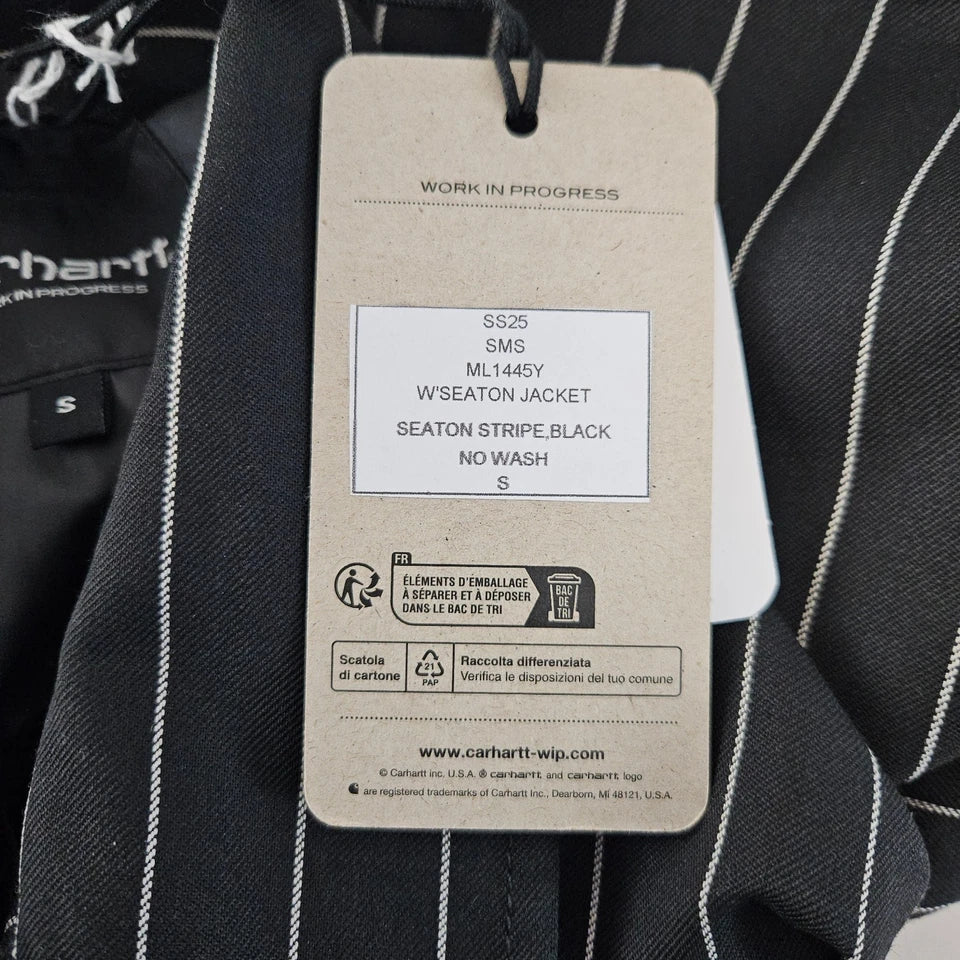 WORK IN PROGRESS
SS25
SMS
ML1445Y
W'SEATON JACKET
SEATON STRIPE,BLACK
NO WASH
S
FR
ÉLÉMENTS D'EMBALLAGE
À SÉPARER ET À DÉPOSER
DANS LE BAC DE TRI
BAC
DE
TRI
Scatola
di cartone
21
PAP
Raccolta differenziata
Verifica le disposizioni del tuo comune
www.carhartt-wip.com
© Carhartt Inc. U.S.A. ® carhartt and carhartt logo
are registered trademarks of Carhartt Inc., Dearborn, MI 48121, U.S.A.
rhartt
K IN PROGRESS
S